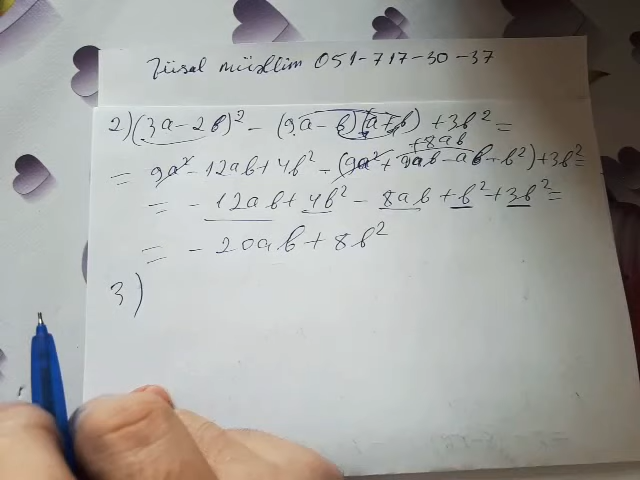 Züsal müəllim 051-717-30-37
2) (3a - 2b)² - (9a - b)(a + b) + 3b² =
+8ab
= 9a² - 12ab + 4b² - (9a² + 9ab - ab - b²) + 3b² =
= - 12ab + 4b² - 8ab + b² + 3b² =
= - 20ab + 8b²
3)